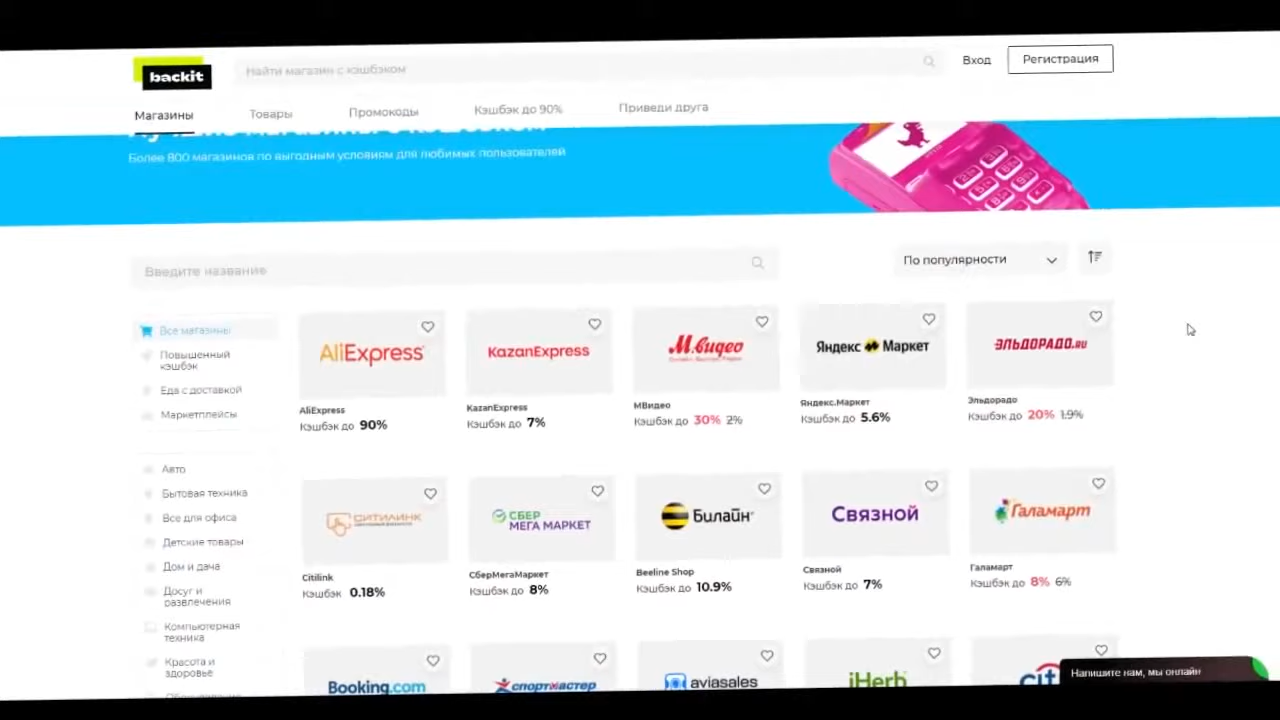 backit
Найти магазин с кэшбэком
Вход
Регистрация
Магазины
Товары
Промокоды
Кэшбэк до 90%
Приведи друга
Более 800 магазинов по выгодным условиям для любимых пользователей
Введите название
По популярности
Все магазины
Повышенный
кэшбэк
Еда с доставкой
Маркетплейсы
Авто
Бытовая техника
Все для офиса
Детские товары
Дом и дача
Досуг и
развлечения
Компьютерная
техника
Красота и
здоровье
AliExpress
AliExpress
Кэшбэк до 90%
KazanExpress
KazanExpress
Кэшбэк до 7%
М.видео
МВидео
Кэшбэк до 30% 2%
Яндекс Маркет
Яндекс.Маркет
Кэшбэк до 5.6%
ЭЛЬДОРАДО.RU
Эльдорадо
Кэшбэк до 20% 1.9%
СИТИЛИНК
Citilink
Кэшбэк 0.18%
СБЕР
МЕГА МАРКЕТ
СберМегаМаркет
Кэшбэк до 8%
Билайн
Beeline Shop
Кэшбэк до 10.9%
Связной
Связной
Кэшбэк до 7%
Галамарт
Галамарт
Кэшбэк до 8% 6%
Booking.com
спортмастер
aviasales
iHerb
Напишите нам, мы онлайн